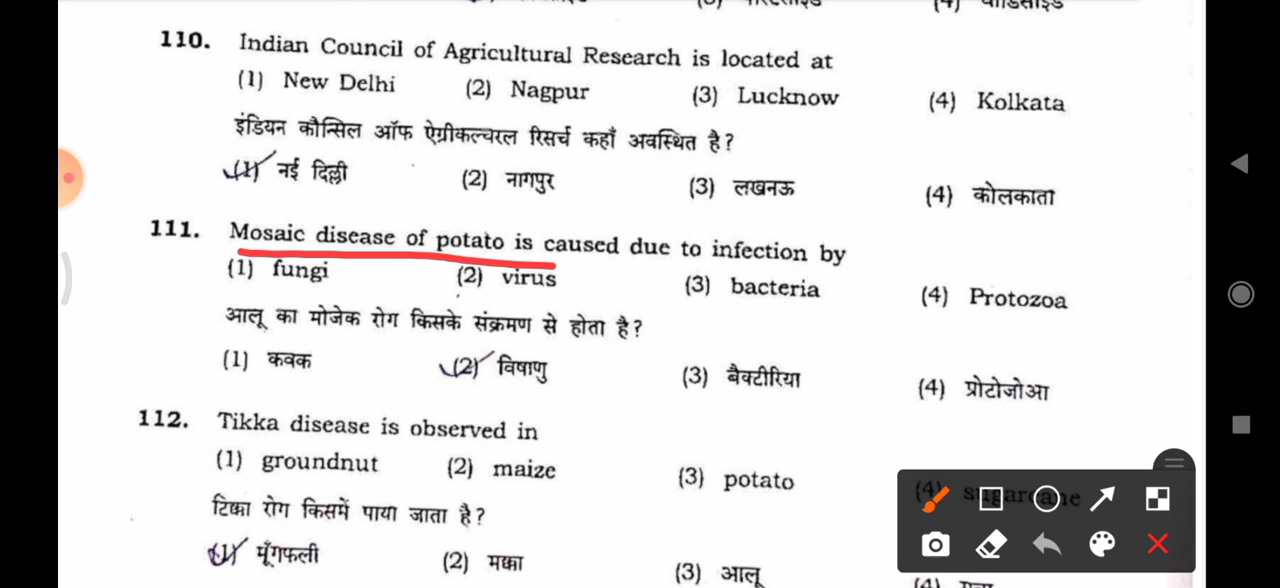 110. Indian Council of Agricultural Research is located at
(1) New Delhi (2) Nagpur (3) Lucknow (4) Kolkata
इंडियन कौन्सिल ऑफ ऐग्रीकल्चरल रिसर्च कहाँ अवस्थित है?
(1) नई दिल्ली (2) नागपुर (3) लखनऊ (4) कोलकाता
111. Mosaic disease of potato is caused due to infection by
(1) fungi (2) virus (3) bacteria (4) Protozoa
आलू का मोजेक रोग किसके संक्रमण से होता है?
(1) कवक (2) विषाणु (3) बैक्टीरिया (4) प्रोटोजोआ
112. Tikka disease is observed in
(1) groundnut (2) maize (3) potato (4) sugarcane
टिक्का रोग किसमें पाया जाता है?
(1) मूँगफली (2) मक्का (3) आलू